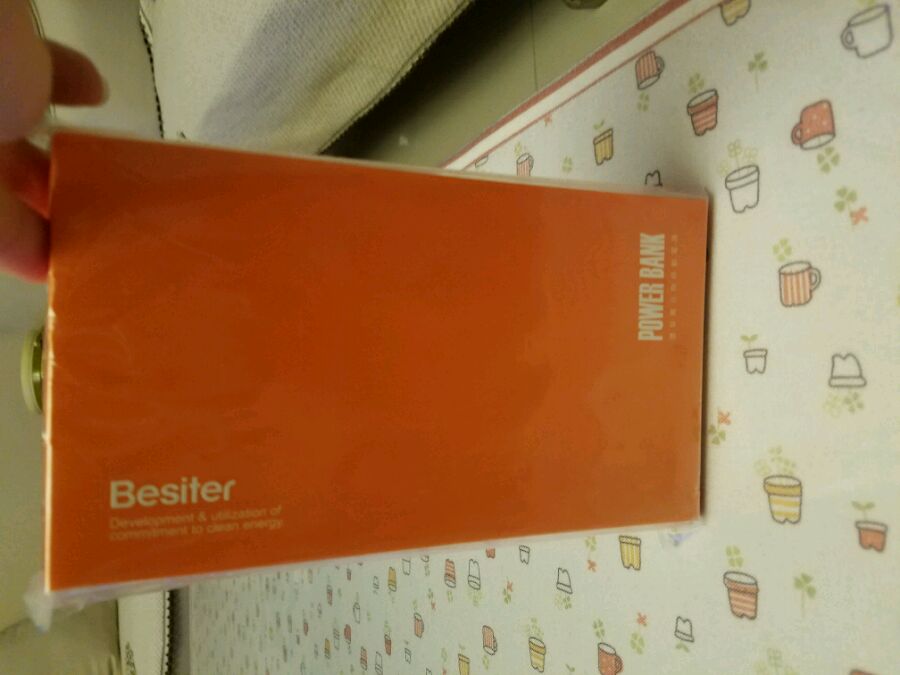 Besiter
Development & utilization of
commitment to clean energy
POWER BANK